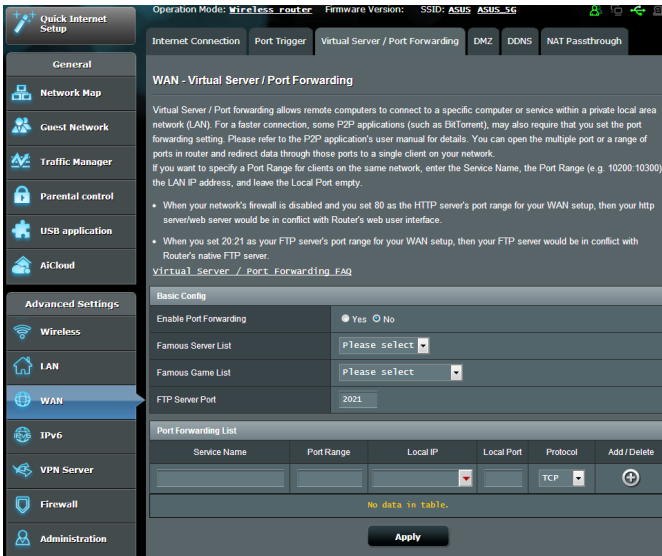 Quick Internet
Setup
General
Network Map
Guest Network
Traffic Manager
Parental control
USB application
AiCloud
Advanced Settings
Wireless
LAN
WAN
IPv6
VPN Server
Firewall
Administration
Operation Mode: Wireless router Firmware Version: SSID: ASUS ASUS_5G
Internet Connection Port Trigger Virtual Server / Port Forwarding DMZ DDNS NAT Passthrough
WAN - Virtual Server / Port Forwarding
Virtual Server / Port forwarding allows remote computers to connect to a specific computer or service within a private local area
network (LAN). For a faster connection, some P2P applications (such as BitTorrent), may also require that you set the port
forwarding setting. Please refer to the P2P application's user manual for details. You can open the multiple port or a range of
ports in router and redirect data through those ports to a single client on your network.
If you want to specify a Port Range for clients on the same network, enter the Service Name, the Port Range (e.g. 10200:10300)
the LAN IP address, and leave the Local Port empty.
• When your network's firewall is disabled and you set 80 as the HTTP server's port range for your WAN setup, then your http
server/web server would be in conflict with Router's web user interface.
• When you set 20:21 as your FTP server's port range for your WAN setup, then your FTP server would be in conflict with
Router's native FTP server.
Virtual Server / Port Forwarding FAQ
Basic Config
Enable Port Forwarding Yes No
Famous Server List Please select
Famous Game List Please select
FTP Server Port 2021
Port Forwarding List
Service Name Port Range Local IP Local Port Protocol Add / Delete
TCP
No data in table.
Apply